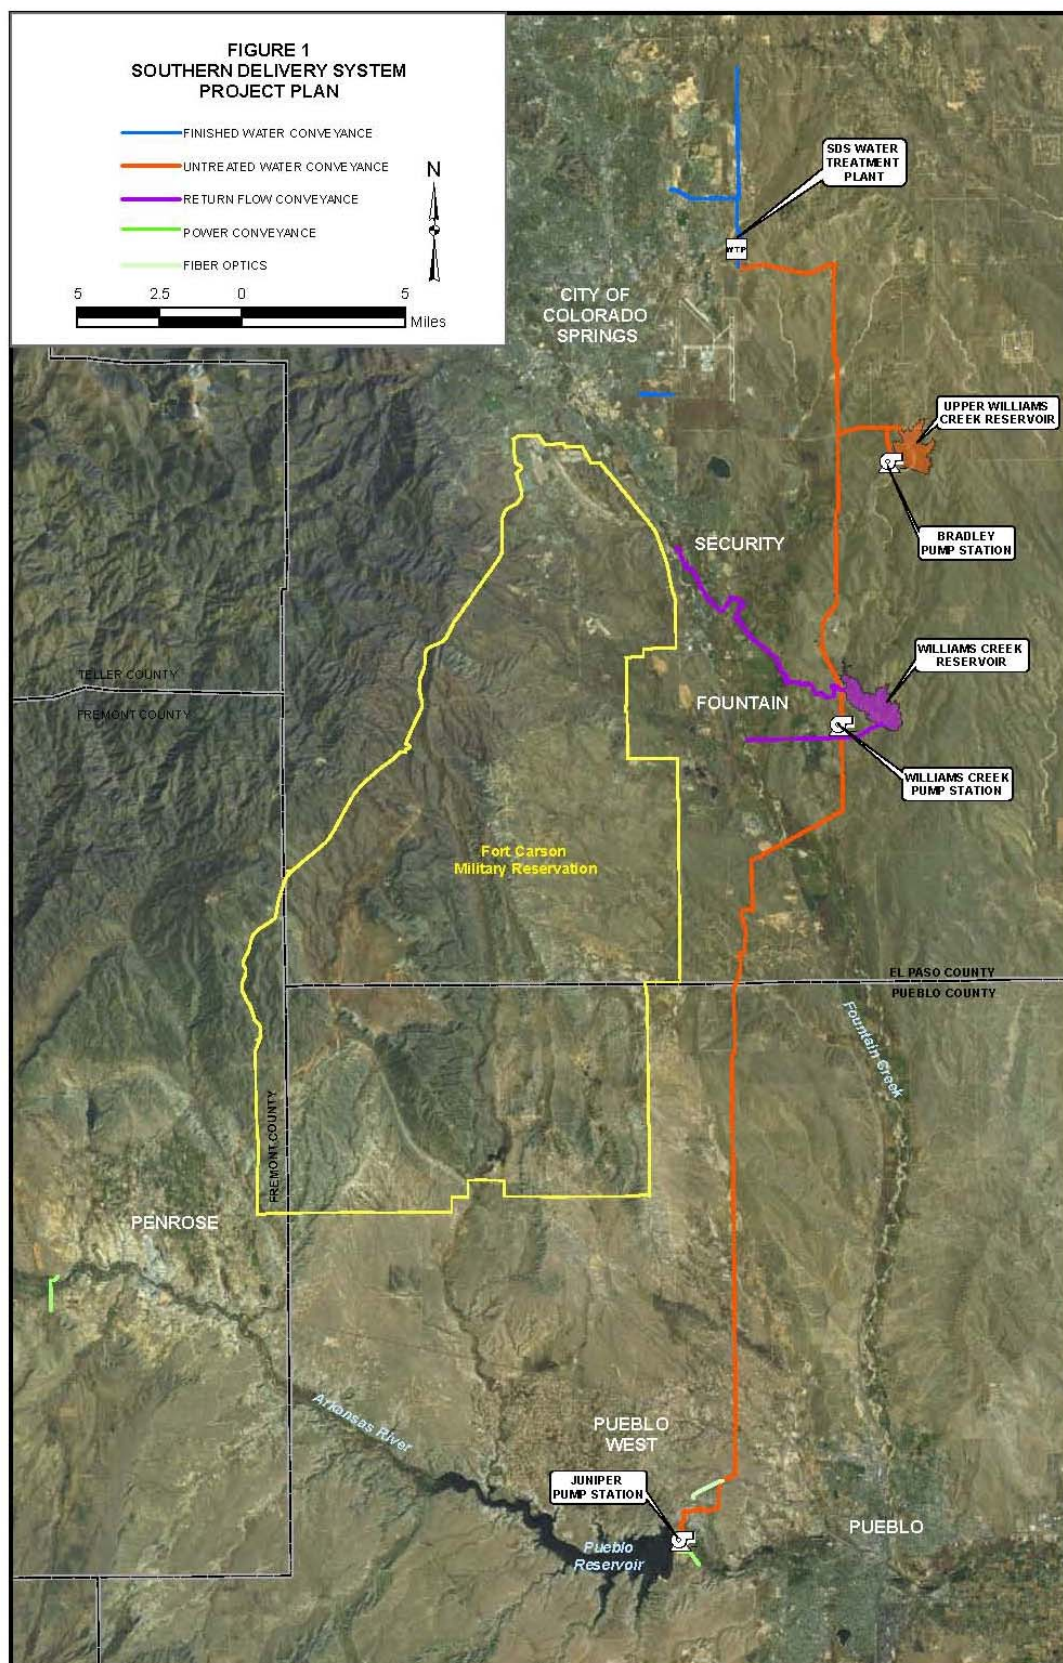 FIGURE 1
SOUTHERN DELIVERY SYSTEM
PROJECT PLAN
FINISHED WATER CONVEYANCE
UNTREATED WATER CONVEYANCE
RETURN FLOW CONVEYANCE
POWER CONVEYANCE
FIBER OPTICS
N
5 2.5 0 5
Miles
SDS WATER
TREATMENT
PLANT
WTP
CITY OF
COLORADO
SPRINGS
UPPER WILLIAMS
CREEK RESERVOIR
BRADLEY
PUMP STATION
SECURITY
WILLIAMS CREEK
RESERVOIR
TELLER COUNTY
FREMONT COUNTY
FOUNTAIN
WILLIAMS CREEK
PUMP STATION
Fort Carson
Military Reservation
EL PASO COUNTY
PUEBLO COUNTY
Fountain Creek
FREMONT COUNTY
PENROSE
Arkansas River
PUEBLO
WEST
JUNIPER
PUMP STATION
PUEBLO
Pueblo
Reservoir